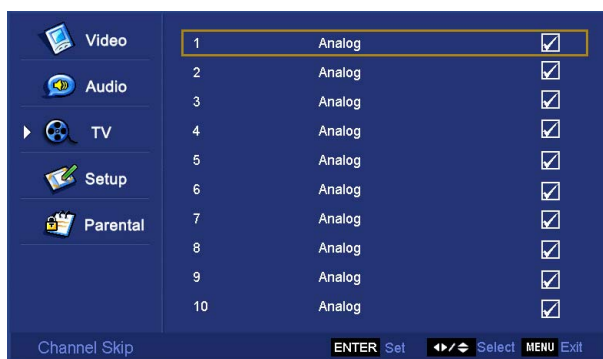 Video
Audio
TV
Setup
Parental
1 Analog
2 Analog
3 Analog
4 Analog
5 Analog
6 Analog
7 Analog
8 Analog
9 Analog
10 Analog
Channel Skip ENTER Set Select MENU Exit